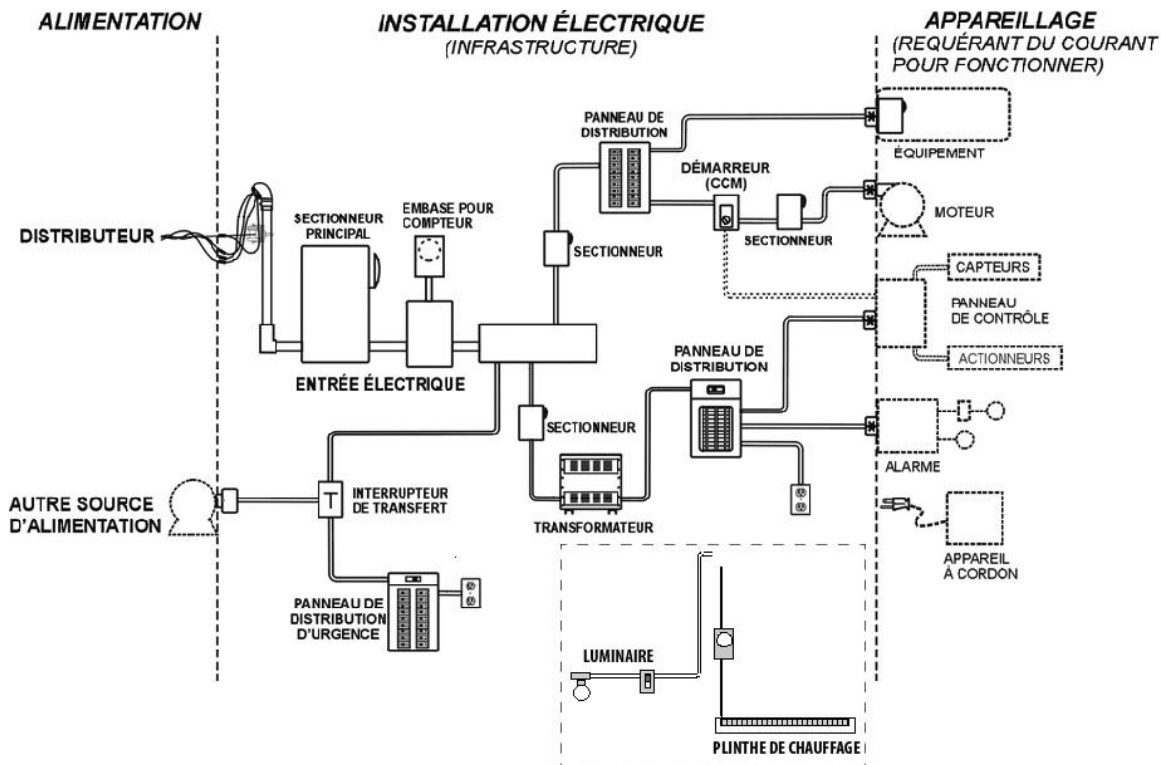 ALIMENTATION
INSTALLATION ÉLECTRIQUE
(INFRASTRUCTURE)
APPAREILLAGE
(REQUÉRANT DU COURANT
POUR FONCTIONNER)
PANNEAU DE
DISTRIBUTION
ÉQUIPEMENT
DÉMARREUR
(CCM)
SECTIONNEUR
MOTEUR
DISTRIBUTEUR
SECTIONNEUR
PRINCIPAL
EMBASE POUR
COMPTEUR
SECTIONNEUR
CAPTEURS
PANNEAU
DE CONTRÔLE
ACTIONNEURS
ENTRÉE ÉLECTRIQUE
PANNEAU DE
DISTRIBUTION
SECTIONNEUR
ALARME
AUTRE SOURCE
D'ALIMENTATION
T
INTERRUPTEUR
DE TRANSFERT
TRANSFORMATEUR
APPAREIL
À CORDON
PANNEAU DE
DISTRIBUTION
D'URGENCE
LUMINAIRE
PLINTHE DE CHAUFFAGE